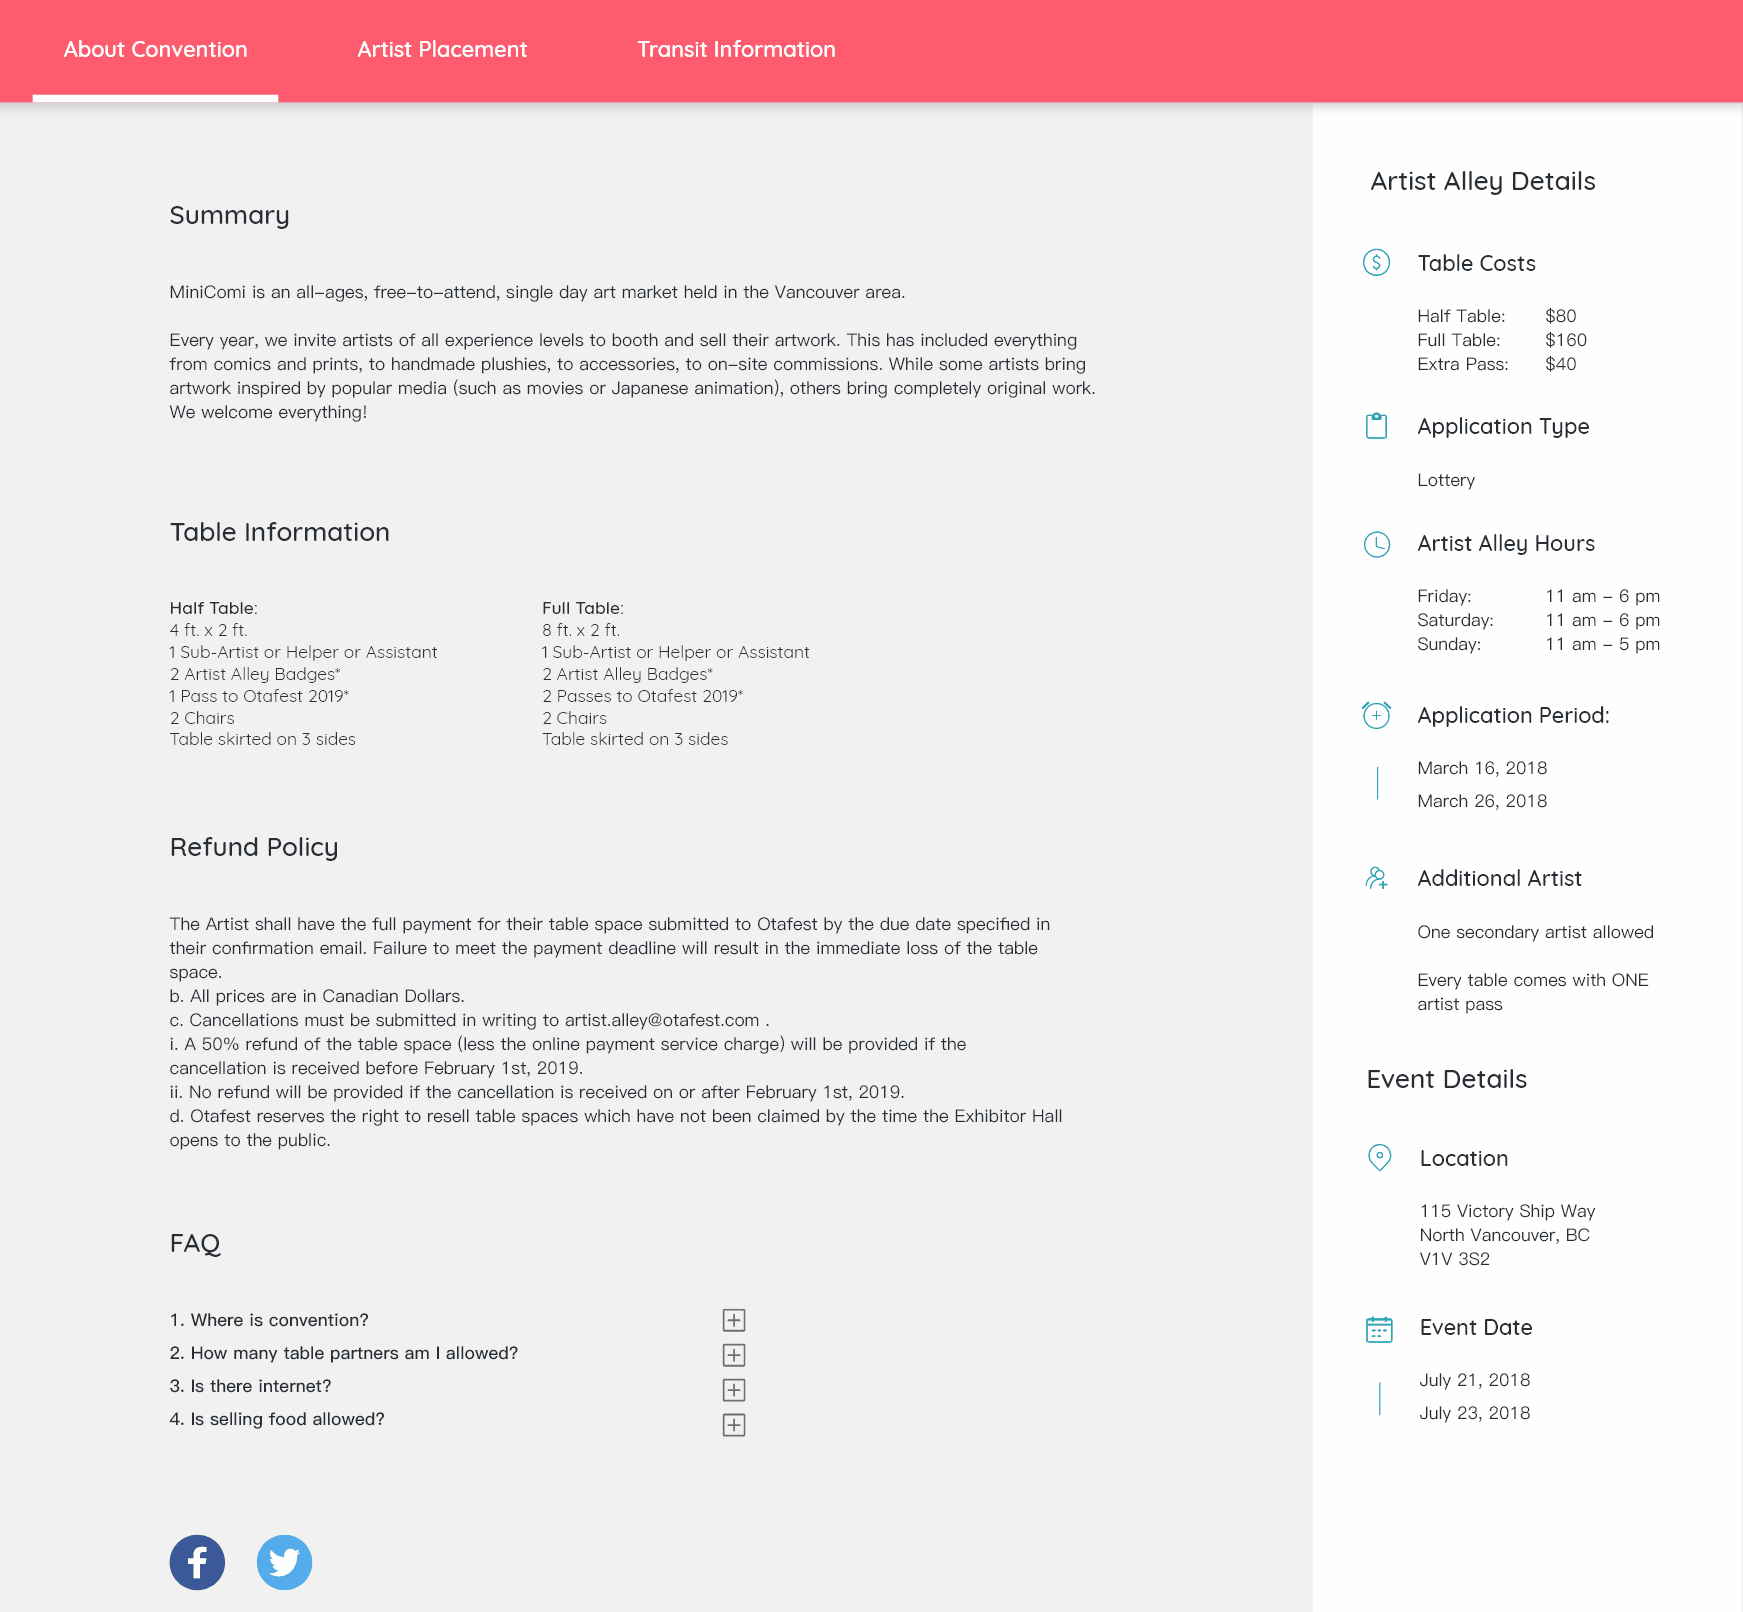 About Convention
Artist Placement
Transit Information
Summary
MiniComi is an all–ages, free–to–attend, single day art market held in the Vancouver area.
Every year, we invite artists of all experience levels to booth and sell their artwork. This has included everything
from comics and prints, to handmade plushies, to accessories, to on–site commissions. While some artists bring
artwork inspired by popular media (such as movies or Japanese animation), others bring completely original work.
We welcome everything!
Table Information
Half Table:
4 ft. x 2 ft.
1 Sub-Artist or Helper or Assistant
2 Artist Alley Badges*
1 Pass to Otafest 2019*
2 Chairs
Table skirted on 3 sides
Full Table:
8 ft. x 2 ft.
1 Sub-Artist or Helper or Assistant
2 Artist Alley Badges*
2 Passes to Otafest 2019*
2 Chairs
Table skirted on 3 sides
Refund Policy
The Artist shall have the full payment for their table space submitted to Otafest by the due date specified in
their confirmation email. Failure to meet the payment deadline will result in the immediate loss of the table
space.
b. All prices are in Canadian Dollars.
c. Cancellations must be submitted in writing to artist.alley@otafest.com .
i. A 50% refund of the table space (less the online payment service charge) will be provided if the
cancellation is received before February 1st, 2019.
ii. No refund will be provided if the cancellation is received on or after February 1st, 2019.
d. Otafest reserves the right to resell table spaces which have not been claimed by the time the Exhibitor Hall
opens to the public.
FAQ
1. Where is convention?
2. How many table partners am I allowed?
3. Is there internet?
4. Is selling food allowed?
Artist Alley Details
Table Costs
Half Table: $80
Full Table: $160
Extra Pass: $40
Application Type
Lottery
Artist Alley Hours
Friday: 11 am – 6 pm
Saturday: 11 am – 6 pm
Sunday: 11 am – 5 pm
Application Period:
March 16, 2018
March 26, 2018
Additional Artist
One secondary artist allowed
Every table comes with ONE
artist pass
Event Details
Location
115 Victory Ship Way
North Vancouver, BC
V1V 3S2
Event Date
July 21, 2018
July 23, 2018